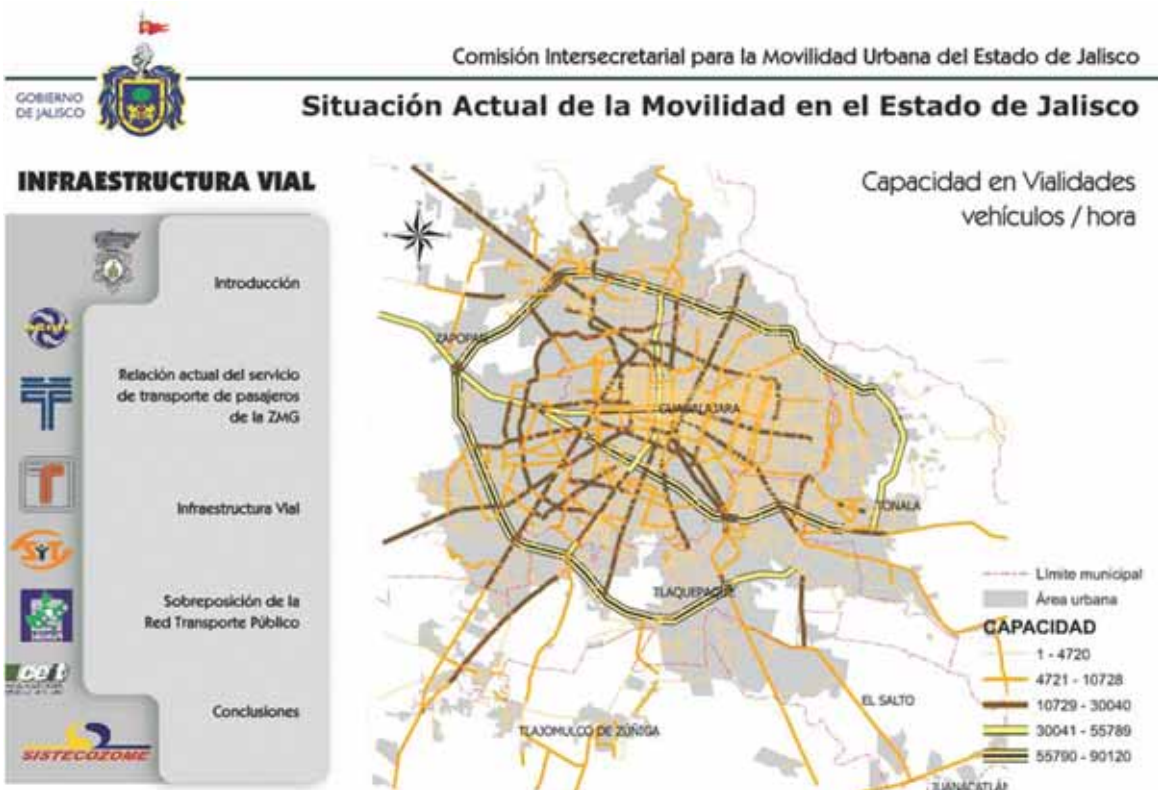 Comisión Intersecretarial para la Movilidad Urbana del Estado de Jalisco
GOBIERNO
DE JALISCO
Situación Actual de la Movilidad en el Estado de Jalisco
INFRAESTRUCTURA VIAL
Introducción
Relación actual del servicio
de transporte de pasajeros
de la ZMG
Infraestructura Vial
Sobreposición de la
Red Transporte Público
Conclusiones
ceit
SISTECOZOME
Capacidad en Vialidades
vehículos / hora
ZAPOPAN
GUADALAJARA
TONALA
TLAQUEPAQUE
EL SALTO
TLAJOMULCO DE ZÚÑIGA
JUANACATLÁN
Límite municipal
Área urbana
CAPACIDAD
1 - 4720
4721 - 10728
10729 - 30040
30041 - 55789
55790 - 90120